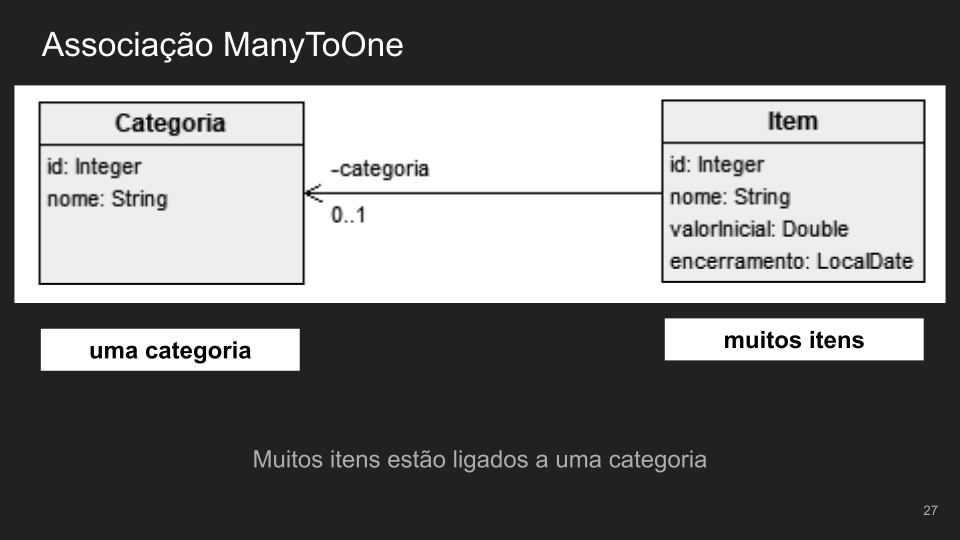 Associação ManyToOne
Categoria
id: Integer
nome: String
-categoria
0..1
Item
id: Integer
nome: String
valorInicial: Double
encerramento: LocalDate
uma categoria
muitos itens
Muitos itens estão ligados a uma categoria
27